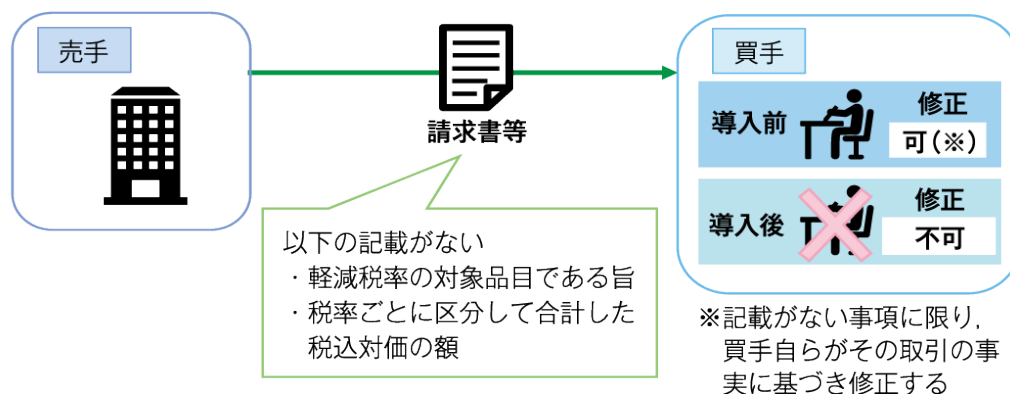 売手
請求書等
買手
導入前
修正
可(※)
導入後
修正
不可
以下の記載がない
・軽減税率の対象品目である旨
・税率ごとに区分して合計した
税込対価の額
※記載がない事項に限り,
買手自らがその取引の事
実に基づき修正する